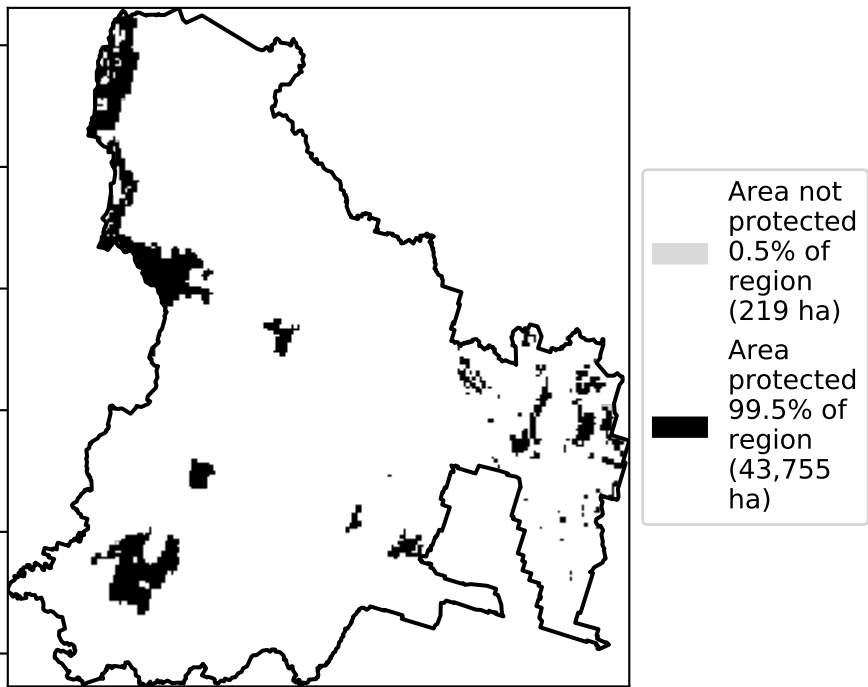 Area not
protected
0.5% of
region
(219 ha)
Area
protected
99.5% of
region
(43,755
ha)